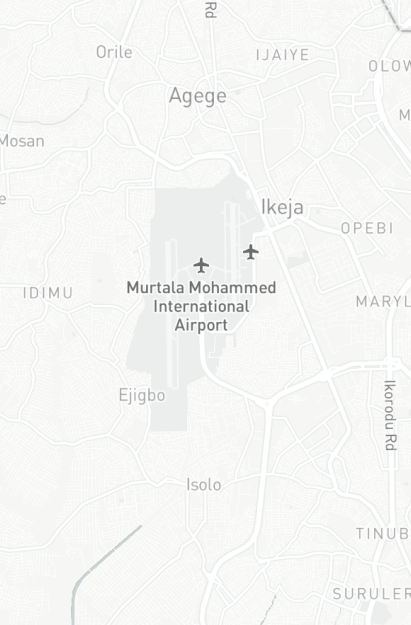 Rd
Orile
IJAIYE
OLOW
Agege
M
Mosan
e
Ikeja
OPEBI
Murtala Mohammed
International
Airport
IDIMU
MARYL
Ejigbo
Ikorodu Rd
Isolo
TINUB
SURULER